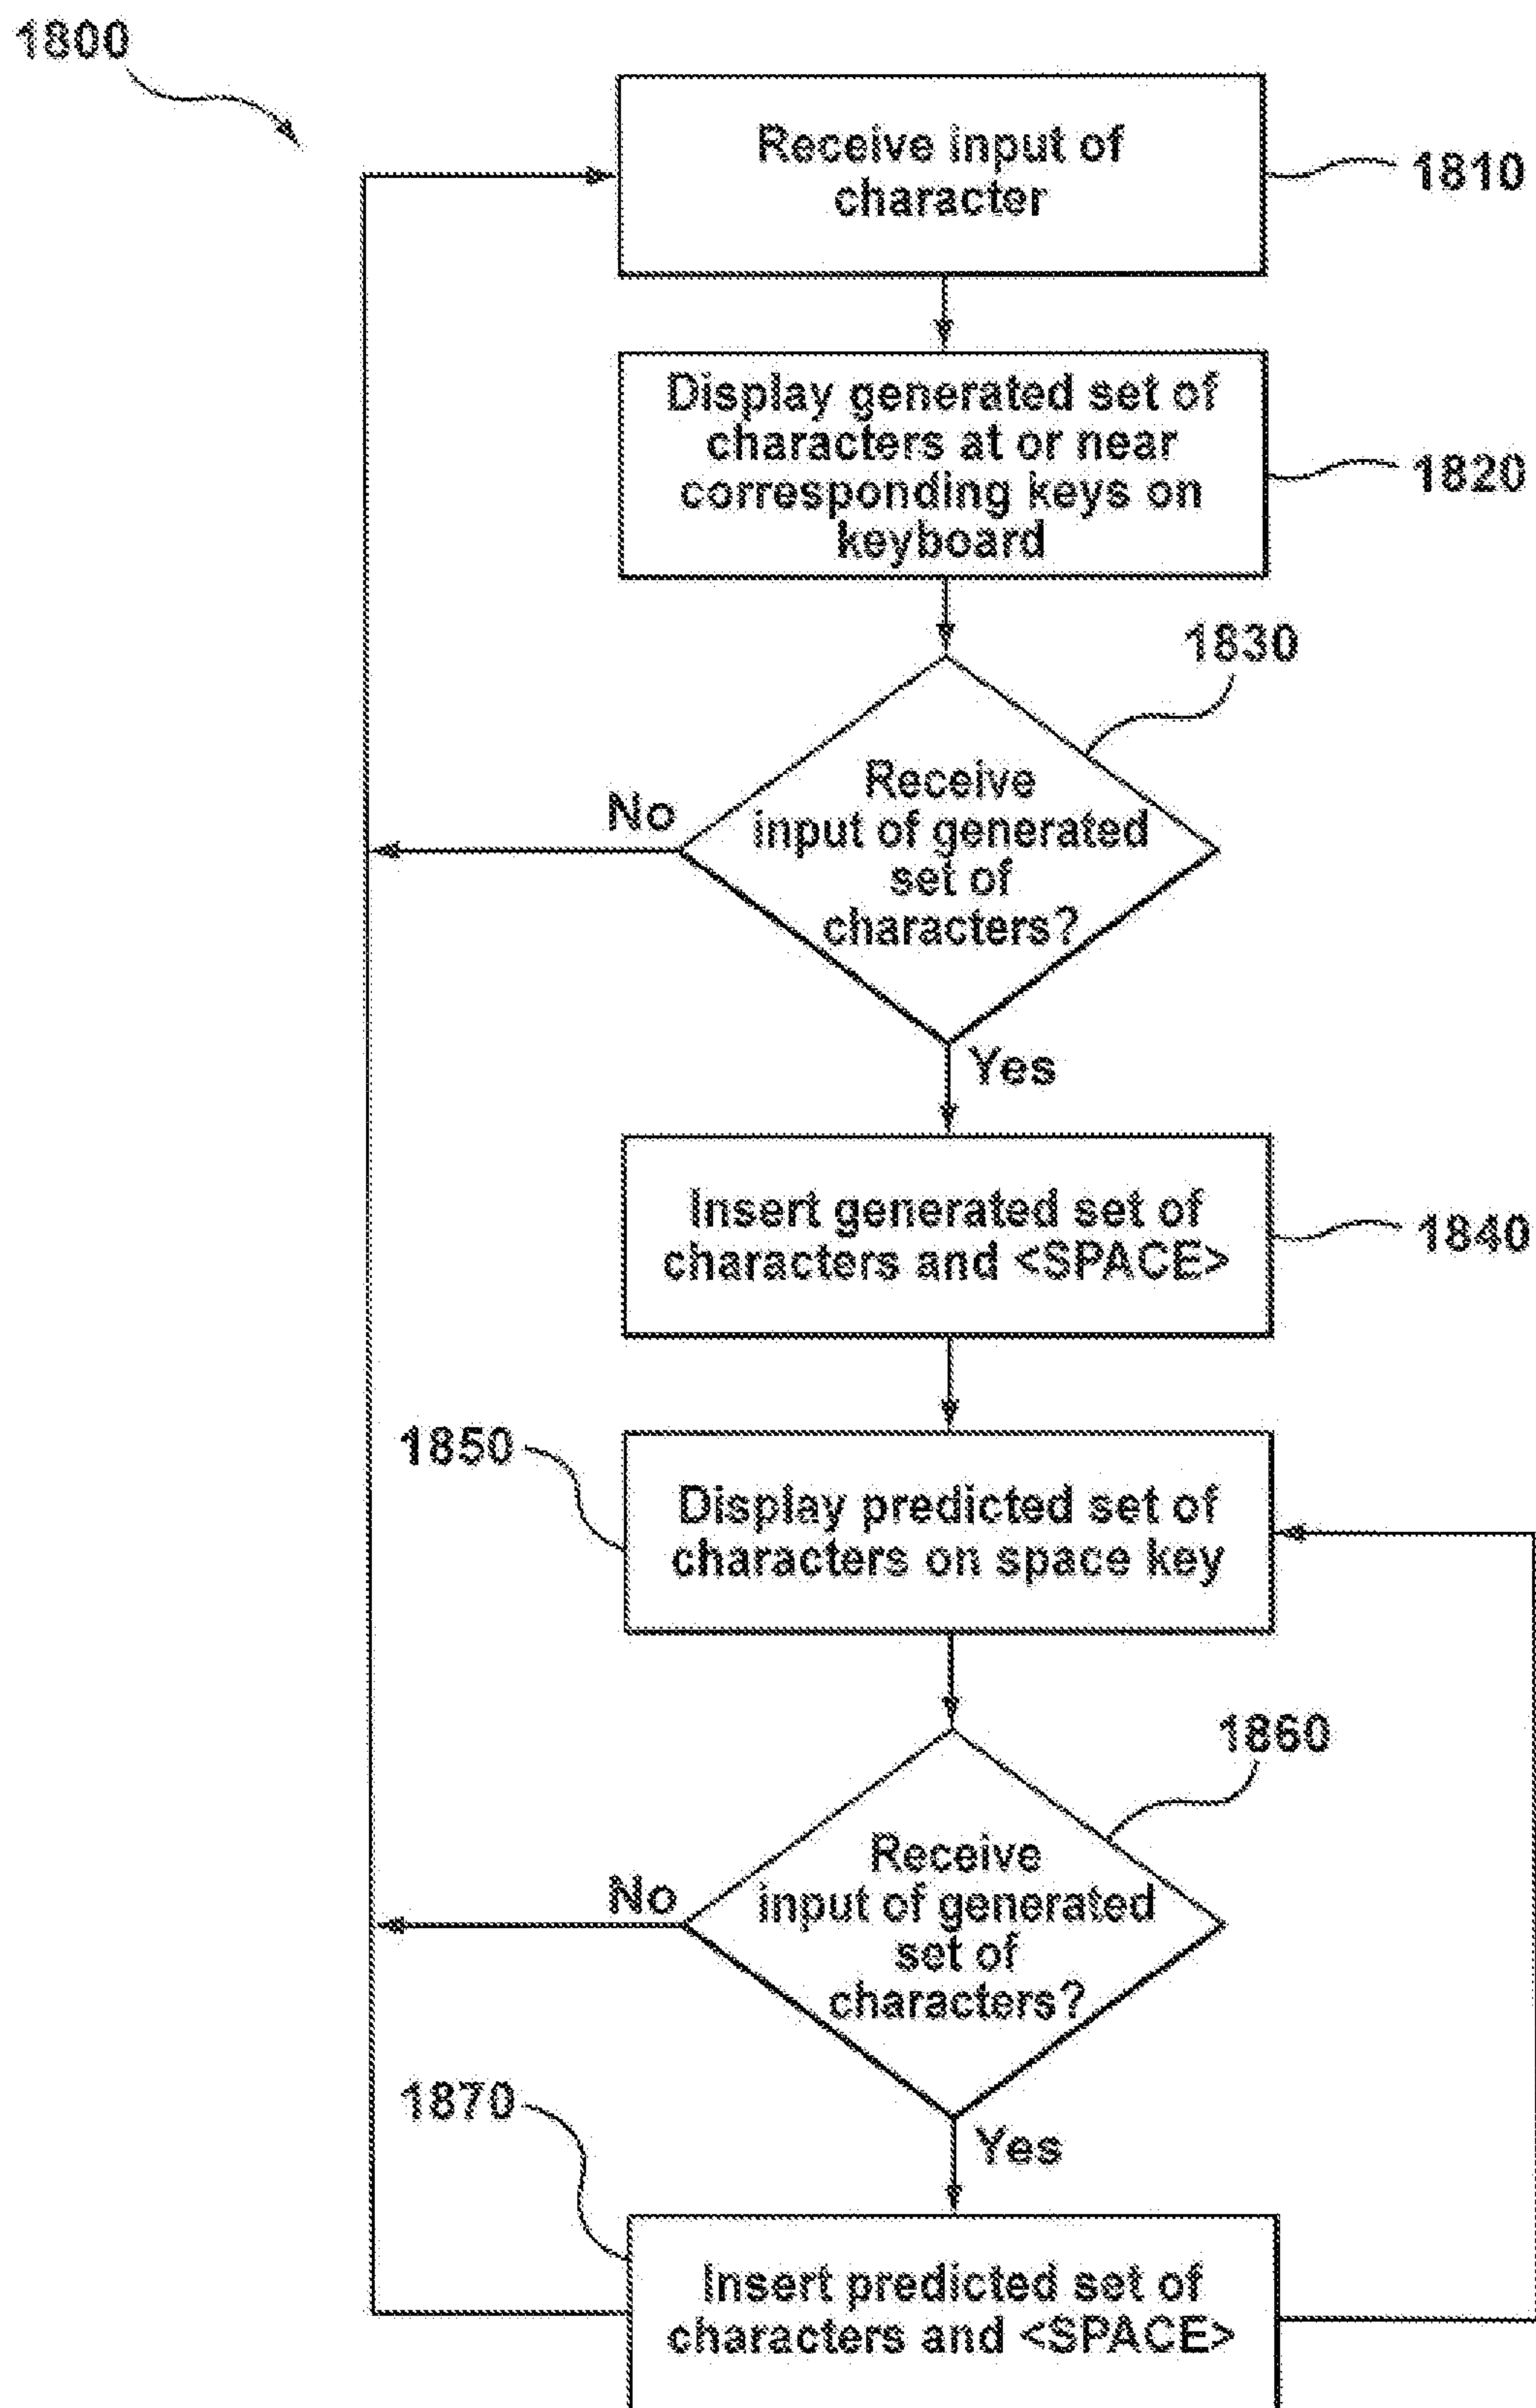 1800
Receive input of
character
1810
Display generated set of
characters at or near
corresponding keys on
keyboard
1820
1830
Receive
input of generated
set of
characters?
No
Yes
Insert generated set of
characters and <SPACE>
1840
1850
Display predicted set of
characters on space key
1860
Receive
input of generated
set of
characters?
No
Yes
1870
Insert predicted set of
characters and <SPACE>